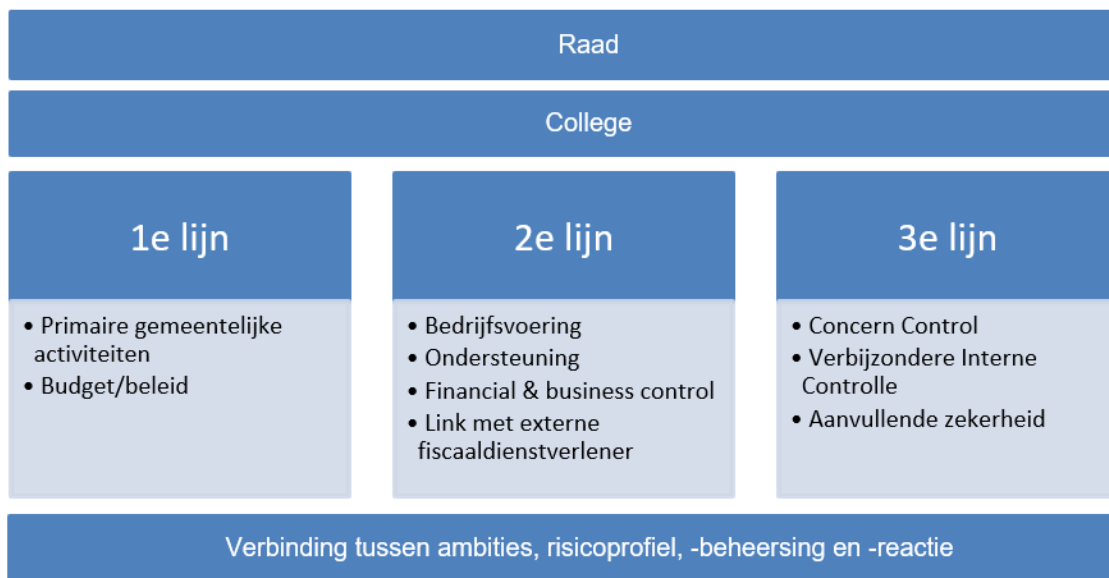 Raad
College
1e lijn
• Primaire gemeentelijke
activiteiten
• Budget/beleid
2e lijn
• Bedrijfsvoering
• Ondersteuning
• Financial & business control
• Link met externe
fiscaaldienstverlener
3e lijn
• Concern Control
• Verbijzondere Interne
Controlle
• Aanvullende zekerheid
Verbinding tussen ambities, risicoprofiel, -beheersing en -reactie